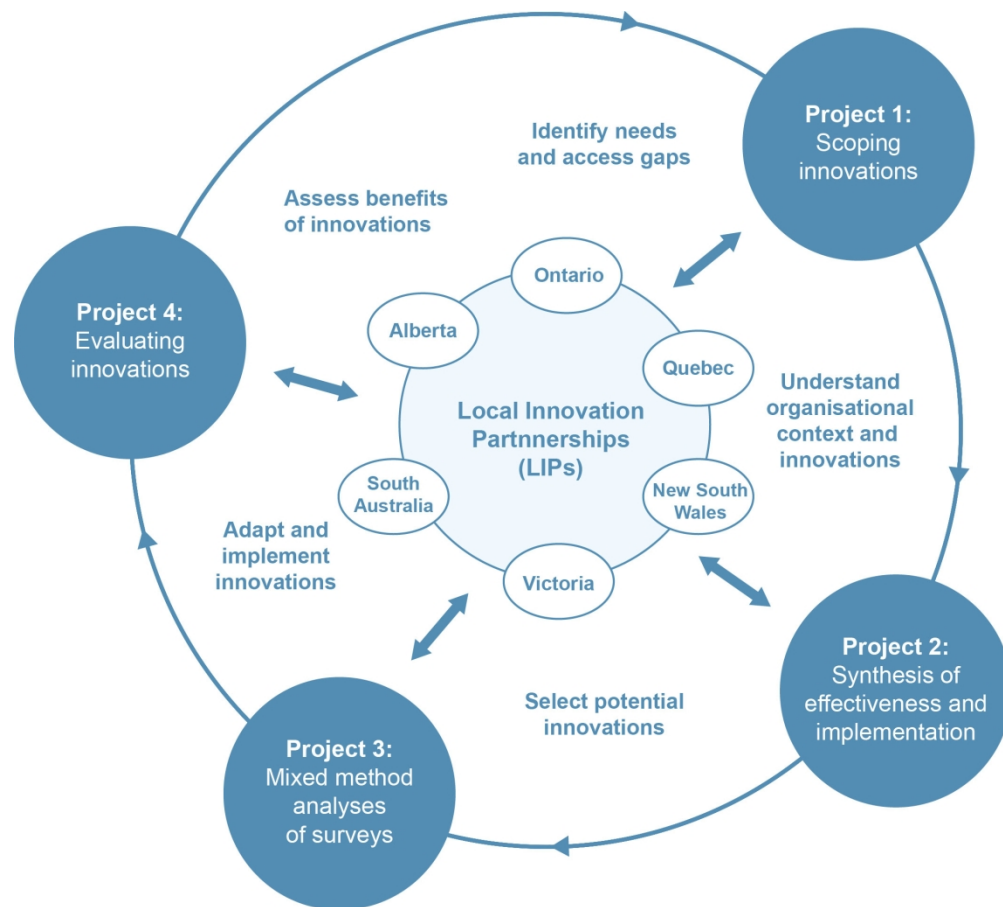 Project 1:
Scoping
innovations
Identify needs
and access gaps
Assess benefits
of innovations
Ontario
Alberta
Quebec
Project 4:
Evaluating
innovations
Local Innovation
Partnnerships
(LIPs)
Understand
organisational
context and
innovations
South
Australia
New South
Wales
Adapt and
implement
innovations
Victoria
Project 2:
Synthesis of
effectiveness and
implementation
Select potential
innovations
Project 3:
Mixed method
analyses
of surveys